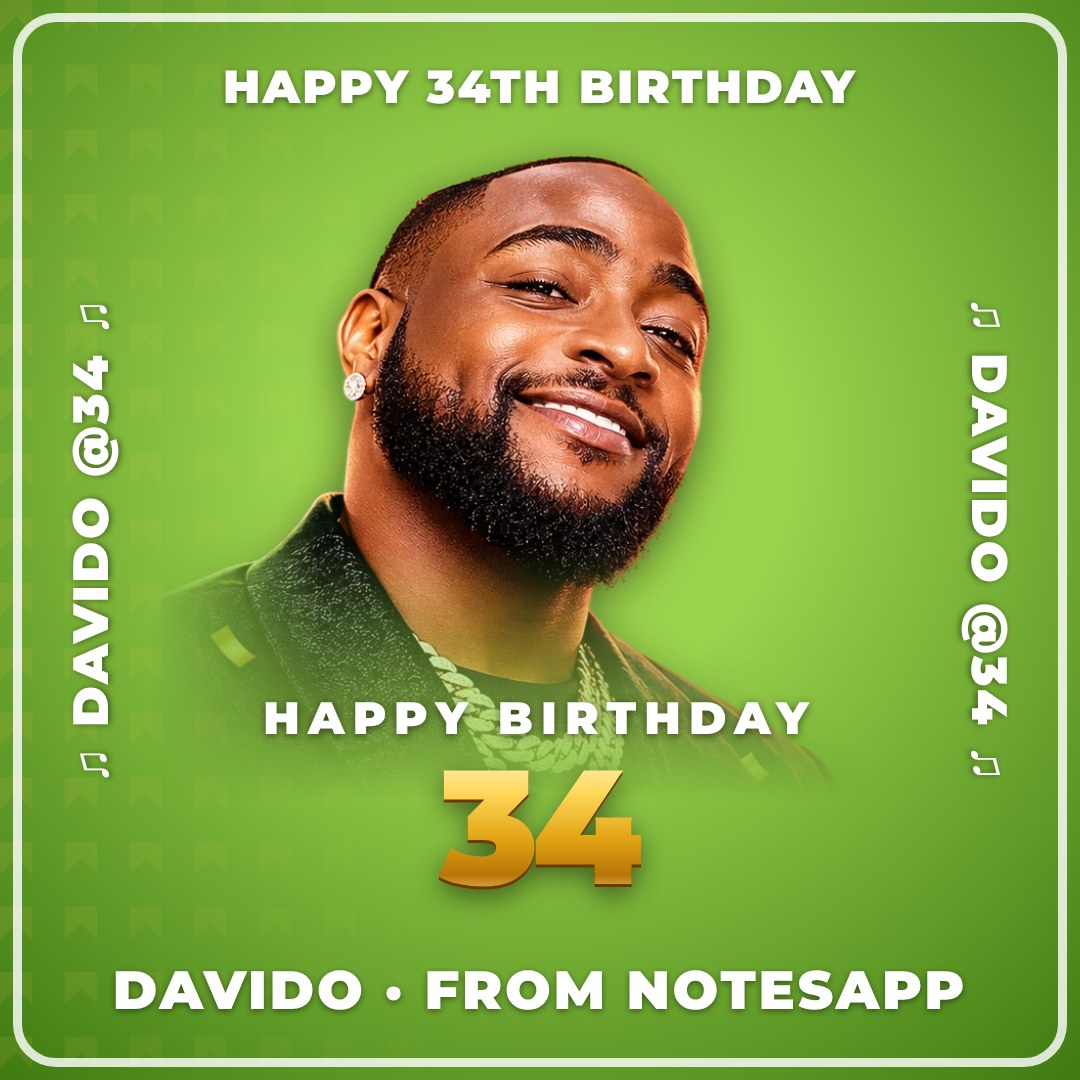 HAPPY 34TH BIRTHDAY
♫ DAVIDO @34 ♫
♫ DAVIDO @34 ♫
HAPPY BIRTHDAY
34
DAVIDO • FROM NOTESAPP